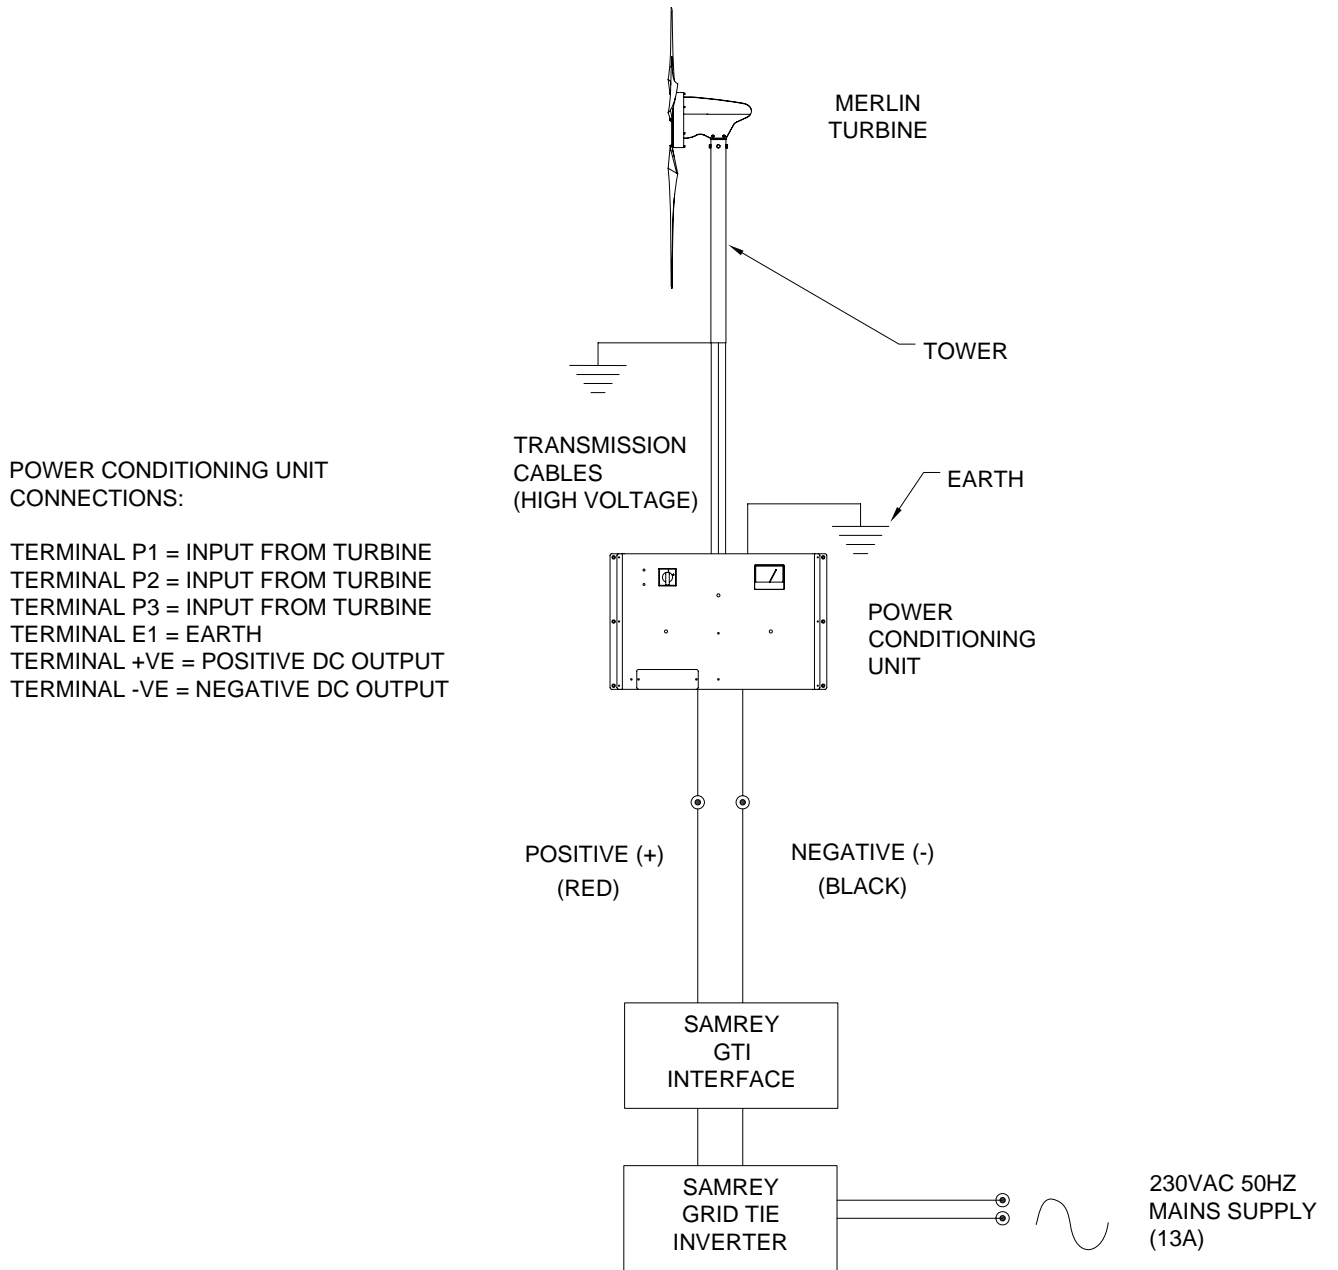 MERLIN
TURBINE
TOWER
TRANSMISSION
CABLES
(HIGH VOLTAGE)
EARTH
POWER CONDITIONING UNIT
CONNECTIONS:
TERMINAL P1 = INPUT FROM TURBINE
TERMINAL P2 = INPUT FROM TURBINE
TERMINAL P3 = INPUT FROM TURBINE
TERMINAL E1 = EARTH
TERMINAL +VE = POSITIVE DC OUTPUT
TERMINAL -VE = NEGATIVE DC OUTPUT
POWER
CONDITIONING
UNIT
POSITIVE (+)
(RED)
NEGATIVE (-)
(BLACK)
SAMREY
GTI
INTERFACE
SAMREY
GRID TIE
INVERTER
230VAC 50HZ
MAINS SUPPLY
(13A)